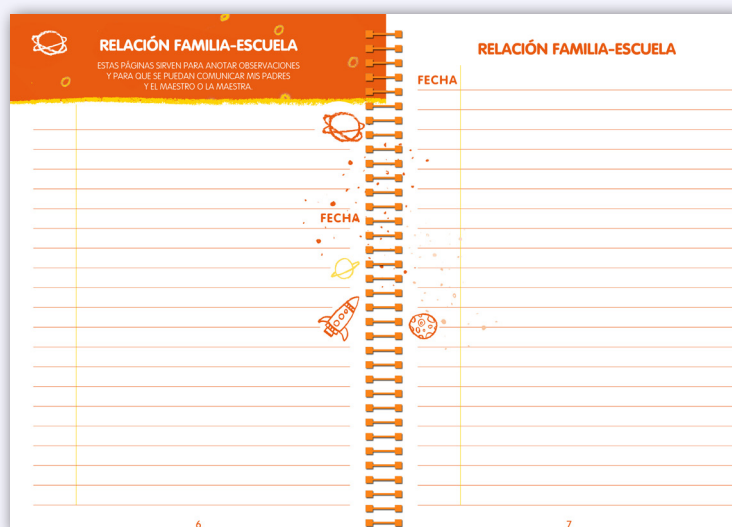 RELACIÓN FAMILIA-ESCUELA
ESTAS PÁGINAS SIRVEN PARA ANOTAR OBSERVACIONES
Y PARA QUE SE PUEDAN COMUNICAR MIS PADRES
Y EL MAESTRO O LA MAESTRA.
FECHA
6
RELACIÓN FAMILIA-ESCUELA
FECHA
7